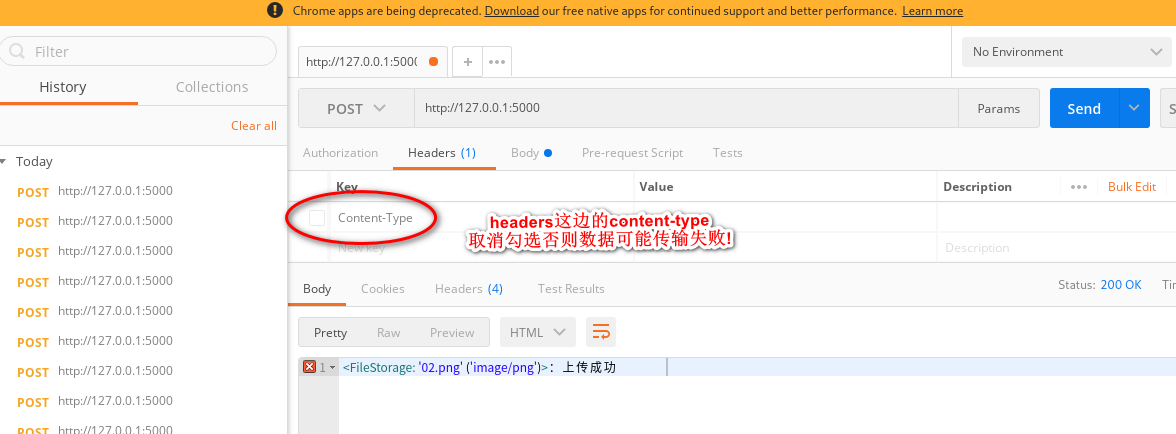 Chrome apps are being deprecated. Download our free native apps for continued support and better performance. Learn more
Filter
History Collections
Clear all
Today
POST http://127.0.0.1:5000
POST http://127.0.0.1:5000
POST http://127.0.0.1:5000
POST http://127.0.0.1:5000
POST http://127.0.0.1:5000
POST http://127.0.0.1:5000
POST http://127.0.0.1:5000
POST http://127.0.0.1:5000
POST http://127.0.0.1:5000
http://127.0.0.1:5000 + ••• No Environment
POST http://127.0.0.1:5000 Params Send S
Authorization Headers (1) Body Pre-request Script Tests
Key Value Description ••• Bulk Edit
Content-Type
headers这边的content-type
取消勾选否则数据可能传输失败!
New key Description
Body Cookies Headers (4) Test Results Status: 200 OK Tin
Pretty Raw Preview HTML
1 <FileStorage: '02.png' ('image/png')>：上传成功